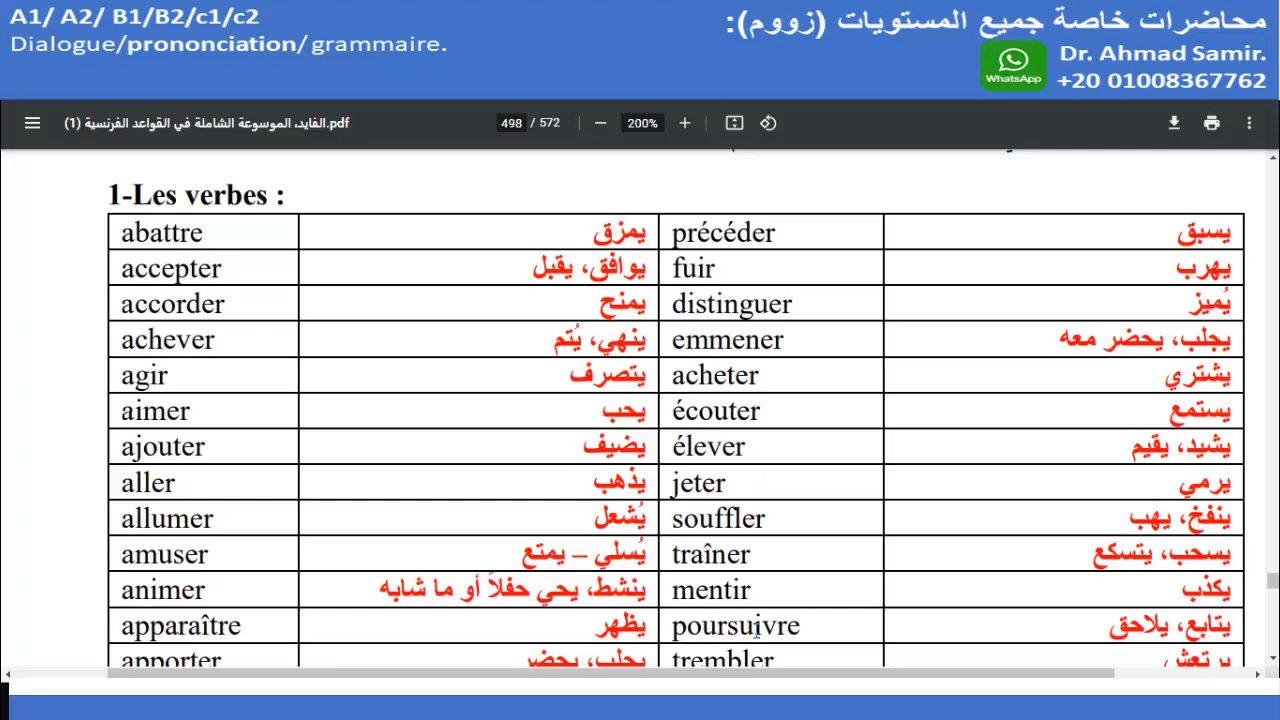 A1/ A2/ B1/B2/c1/c2
Dialogue/prononciation/grammaire.
محاضرات خاصة جميع المستويات (زووم):
Dr. Ahmad Samir.
WhatsApp
+20 01008367762
الفايد، الموسوعة الشاملة في القواعد الفرنسية (1).pdf
498 / 572
200%
1-Les verbes :
abattre يمزق précéder يسبق
accepter يوافق، يقبل fuir يهرب
accorder يمنح distinguer يُميز
achever ينهي، يُتم emmener يجلب، يحضر معه
agir يتصرف acheter يشتري
aimer يحب écouter يستمع
ajouter يضيف élever يشيد، يقيم
aller يذهب jeter يرمي
allumer يُشعل souffler ينفخ، يهب
amuser يُسلي – يمتع traîner يسحب، يتسكع
animer ينشط، يحي حفلاً أو ما شابه mentir يكذب
apparaître يظهر poursuivre يتابع، يلاحق
apporter يجلب، يحضر trembler يرتعش